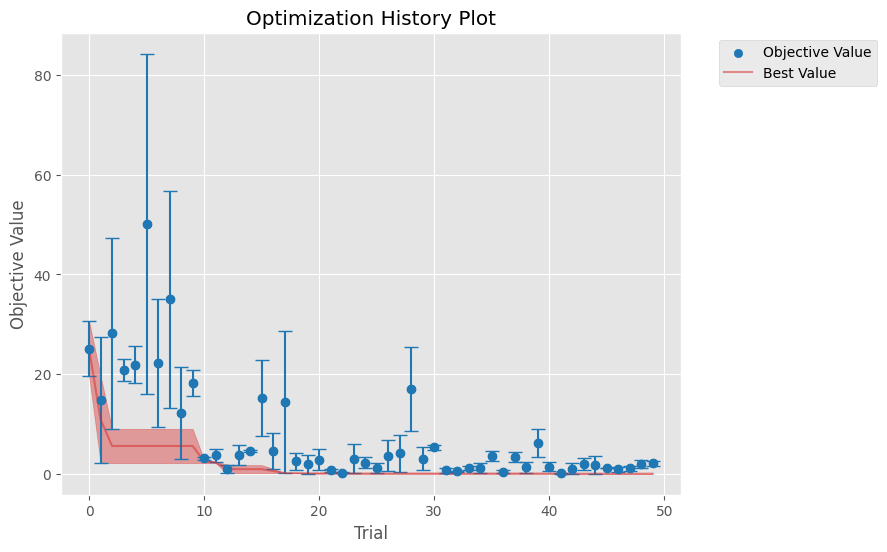 Optimization History Plot
Objective Value
Best Value
Objective Value
80
60
40
20
0
0 10 20 30 40 50
Trial